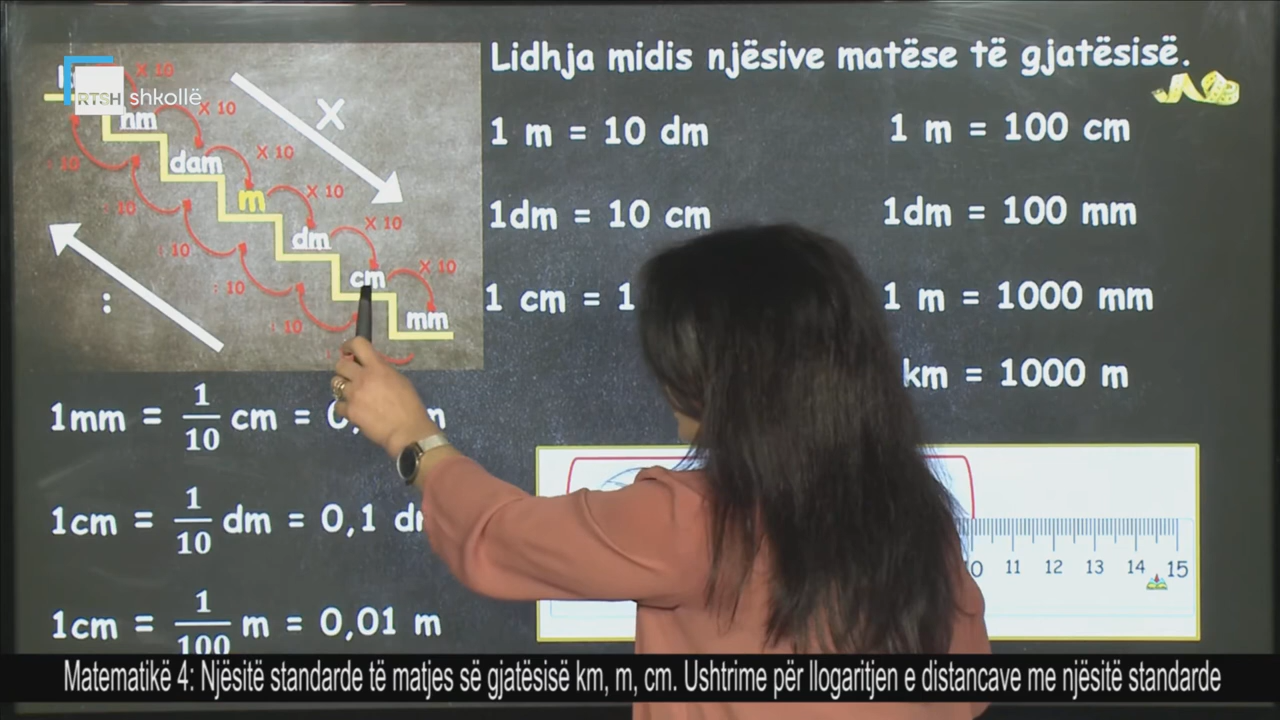 RTSH shkollë
Lidhja midis njësive matëse të gjatësisë.
X 10
hm
X 10
X
dam
X 10
: 10
m
X 10
: 10
dm
X 10
: 10
cm
X 10
: 10
mm
: 10
:
1 m = 10 dm
1 m = 100 cm
1dm = 10 cm
1dm = 100 mm
1 cm = 1
1 m = 1000 mm
km = 1000 m
1mm = 1/10 cm = 0,
1cm = 1/10 dm = 0,1
1cm = 1/100 m = 0,01 m
11 12 13 14 15
Matematikë 4: Njësitë standarde të matjes së gjatësisë km, m, cm. Ushtrime për llogaritjen e distancave me njësitë standarde